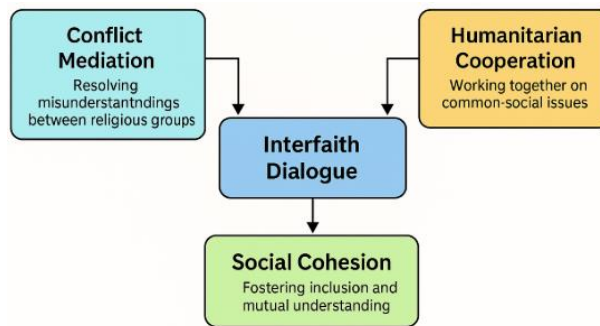 Conflict
Mediation
Resolving
misunderstantndings
between religious groups
Humanitarian
Cooperation
Working together on
common-social issues
Interfaith
Dialogue
Social Cohesion
Fostering inclusion and
mutual understanding